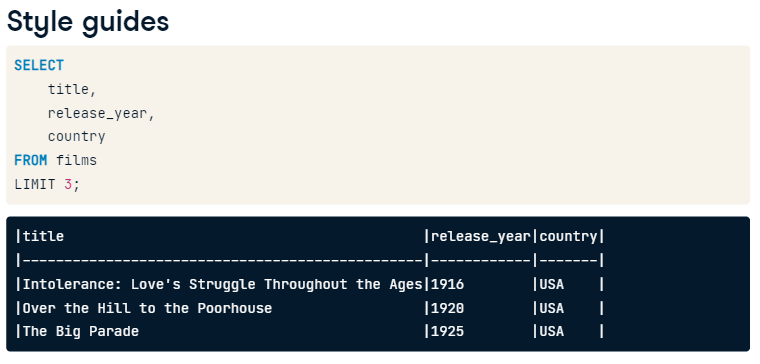 Style guides
SELECT
    title,
    release_year,
    country
FROM films
LIMIT 3;
|title                                           |release_year|country|
|------------------------------------------------|------------|-------|
|Intolerance: Love's Struggle Throughout the Ages|1916        |USA    |
|Over the Hill to the Poorhouse                  |1920        |USA    |
|The Big Parade                                  |1925        |USA    |